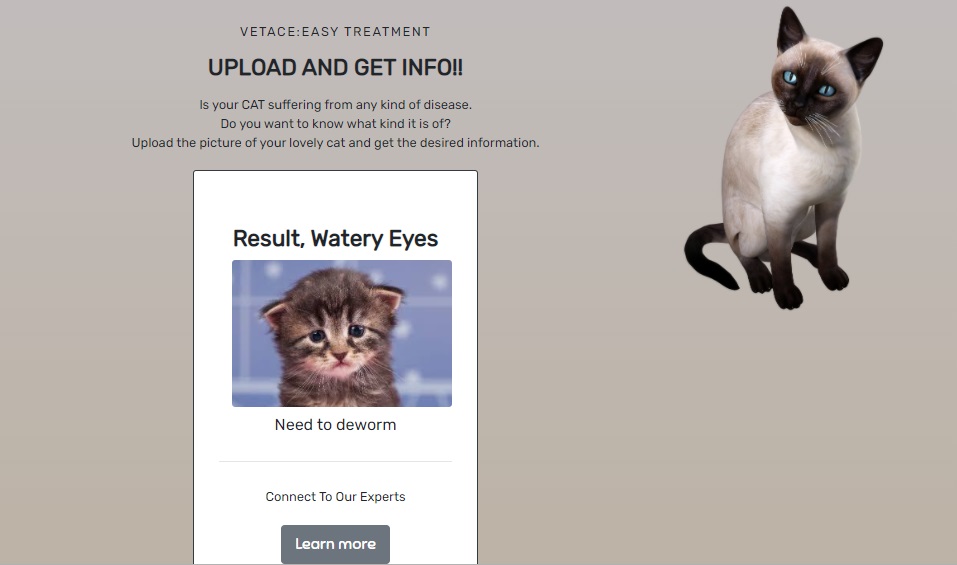 VETACE:EASY TREATMENT
UPLOAD AND GET INFO!!
Is your CAT suffering from any kind of disease.
Do you want to know what kind it is of?
Upload the picture of your lovely cat and get the desired information.
Result, Watery Eyes
Need to deworm
Connect To Our Experts
Learn more